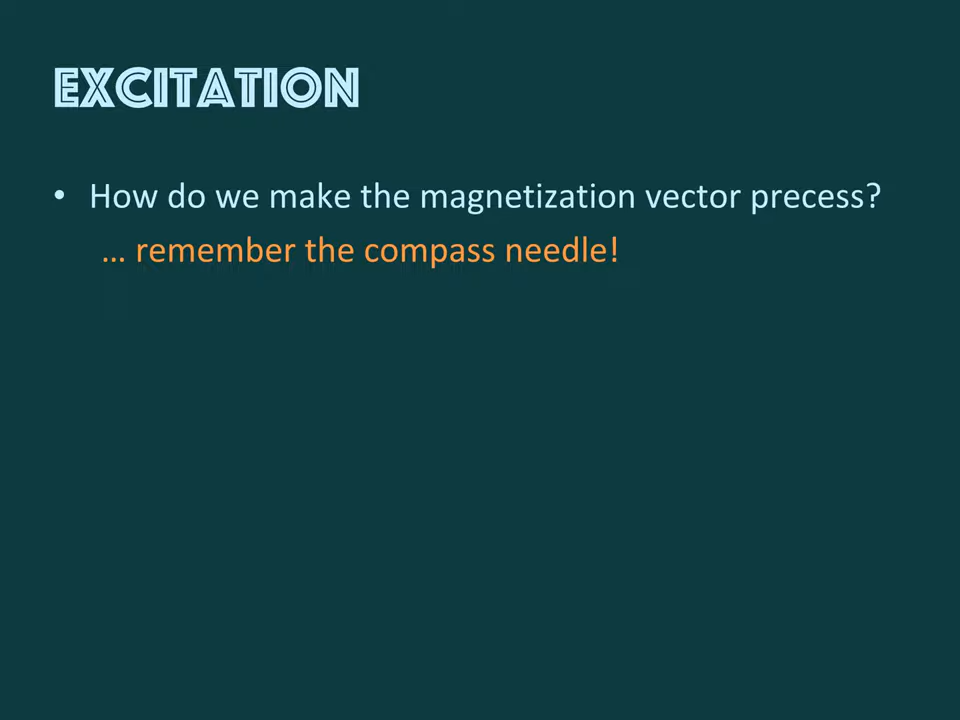 EXCITATION
• How do we make the magnetization vector precess?
... remember the compass needle!